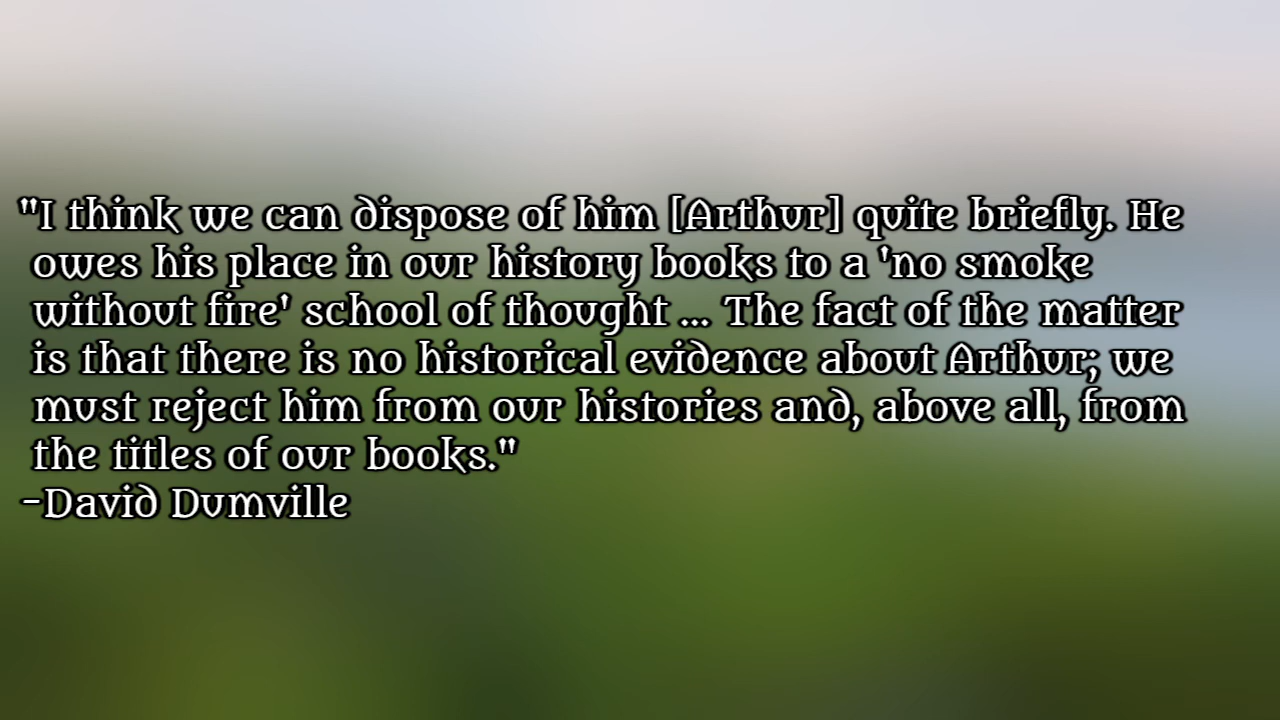 "I think we can dispose of him [Arthur] quite briefly. He
owes his place in our history books to a 'no smoke
without fire' school of thought ... The fact of the matter
is that there is no historical evidence about Arthur; we
must reject him from our histories and, above all, from
the titles of our books."
-David Dumville